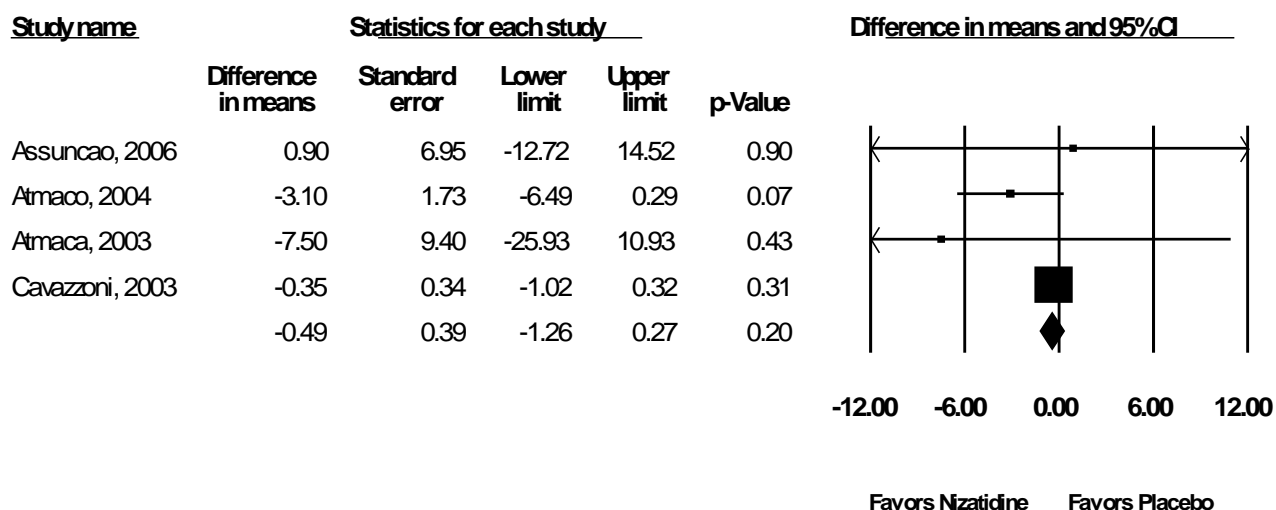 Study name Statistics for each study Difference in means and 95% CI
Difference Standard Lower Upper
in means error limit limit p-Value
Assuncao, 2006 0.90 6.95 -12.72 14.52 0.90
Atmaco, 2004 -3.10 1.73 -6.49 0.29 0.07
Atmaca, 2003 -7.50 9.40 -25.93 10.93 0.43
Cavazzoni, 2003 -0.35 0.34 -1.02 0.32 0.31
-0.49 0.39 -1.26 0.27 0.20
-12.00 -6.00 0.00 6.00 12.00
Favors Nizatidine Favors Placebo